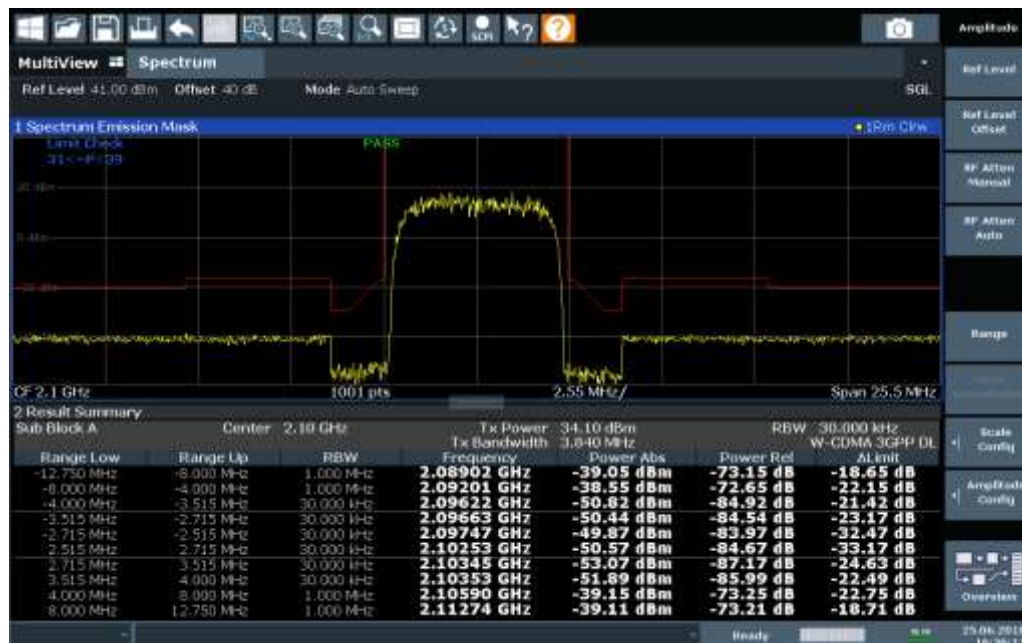 SCR
?
?
Amplitude
MultiView
Spectrum
Ref Level 41.00 dBm Offset 40 dB Mode Auto Sweep
SGL
Ref Level
Ref Level
Offset
RF Atten
Manual
RF Atten
Auto
Range
Scale
Config
Amplitude
Config
Overview
1 Spectrum Emission Mask
1Rm Clrw
Limit Check
PASS
31<=P<39
20 dBm
0 dBm
CF 2.1 GHz 1001 pts 2.55 MHz/ Span 25.5 MHz
2 Result Summary
Sub Block A Center 2.10 GHz Tx Power 34.10 dBm RBW 30.000 kHz
Tx Bandwidth 3.840 MHz W-CDMA 3GPP DL
Range Low Range Up RBW Frequency Power Abs Power Rel ΔLimit
-12.750 MHz -8.000 MHz 1.000 MHz 2.08902 GHz -39.05 dBm -73.15 dB -18.65 dB
-8.000 MHz -4.000 MHz 1.000 MHz 2.09201 GHz -38.55 dBm -72.65 dB -22.15 dB
-4.000 MHz -3.515 MHz 30.000 kHz 2.09622 GHz -50.82 dBm -84.92 dB -21.42 dB
-3.515 MHz -2.715 MHz 30.000 kHz 2.09663 GHz -50.44 dBm -84.54 dB -23.17 dB
-2.715 MHz -2.515 MHz 30.000 kHz 2.09747 GHz -49.87 dBm -83.97 dB -32.47 dB
2.515 MHz 2.715 MHz 30.000 kHz 2.10253 GHz -50.57 dBm -84.67 dB -33.17 dB
2.715 MHz 3.515 MHz 30.000 kHz 2.10345 GHz -53.07 dBm -87.17 dB -24.63 dB
3.515 MHz 4.000 MHz 30.000 kHz 2.10353 GHz -51.89 dBm -85.99 dB -22.49 dB
4.000 MHz 8.000 MHz 1.000 MHz 2.10590 GHz -39.15 dBm -73.25 dB -22.75 dB
8.000 MHz 12.750 MHz 1.000 MHz 2.11274 GHz -39.11 dBm -73.21 dB -18.71 dB
Ready